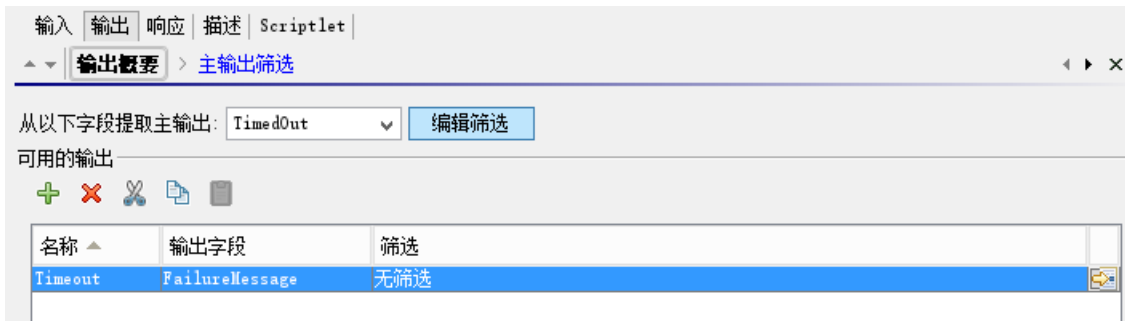 输入 输出 响应 描述 Scriptlet
输出概要 > 主输出筛选
从以下字段提取主输出: TimedOut 编辑筛选
可用的输出
名称 输出字段 筛选
Timeout FailureMessage 无筛选